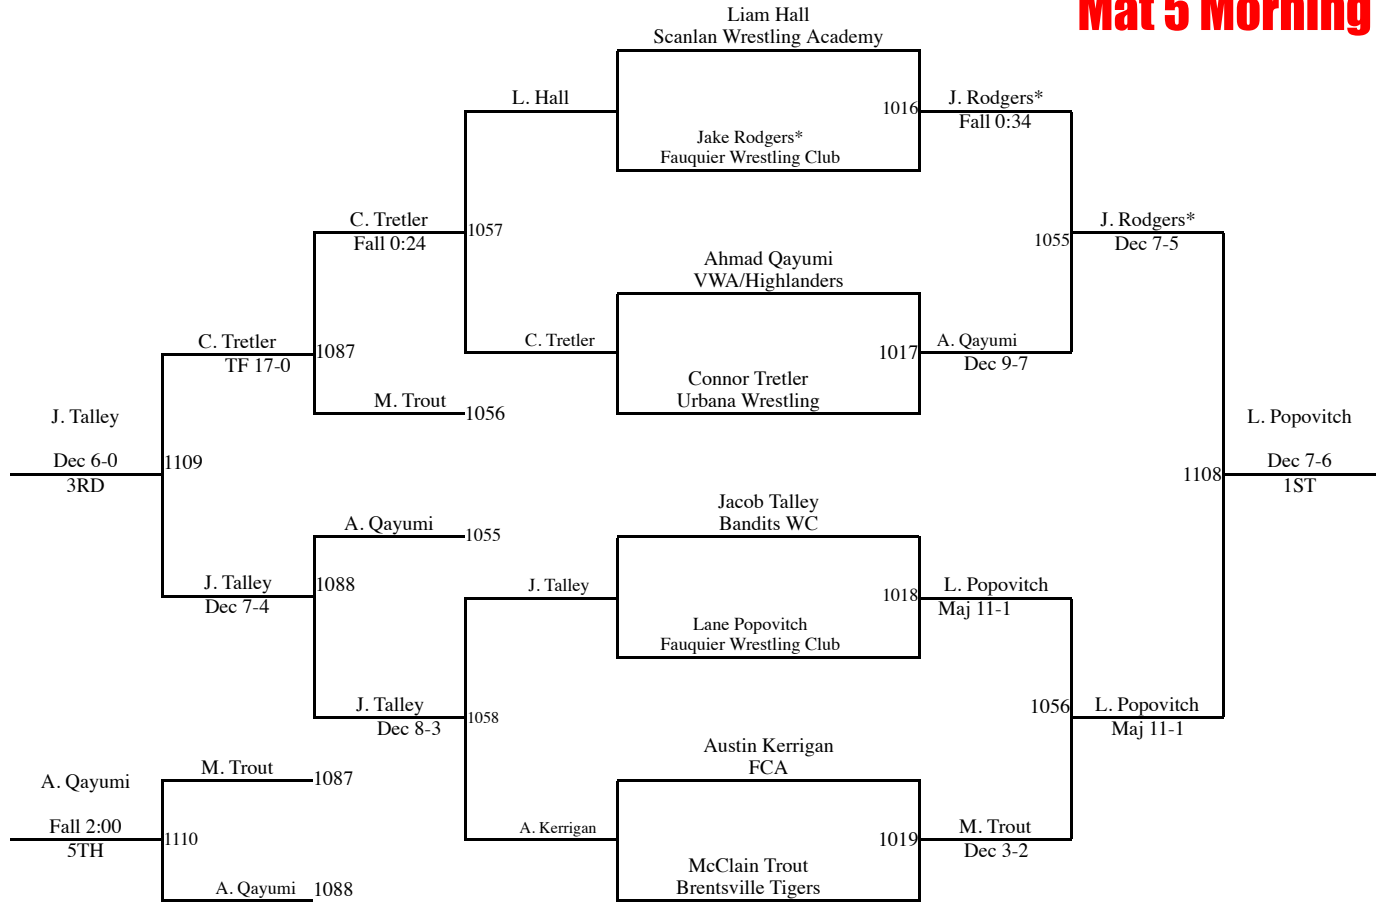 Mat 5 Morning
Liam Hall
Scanlan Wrestling Academy
L. Hall
1016
J. Rodgers*
Fall 0:34
Jake Rodgers*
Fauquier Wrestling Club
C. Tretler
Fall 0:24
1057
1055
J. Rodgers*
Dec 7-5
Ahmad Qayumi
VWA/Highlanders
C. Tretler
TF 17-0
1087
C. Tretler
1017
A. Qayumi
Dec 9-7
Connor Tretler
Urbana Wrestling
M. Trout
1056
J. Talley
Dec 6-0
3RD
1109
L. Popovitch
1108
Dec 7-6
1ST
Jacob Talley
Bandits WC
A. Qayumi
1055
J. Talley
Dec 7-4
1088
J. Talley
1018
L. Popovitch
Maj 11-1
Lane Popovitch
Fauquier Wrestling Club
J. Talley
Dec 8-3
1058
1056
L. Popovitch
Maj 11-1
Austin Kerrigan
FCA
M. Trout
1087
A. Qayumi
Fall 2:00
5TH
1110
A. Kerrigan
1019
M. Trout
Dec 3-2
McClain Trout
Brentsville Tigers
A. Qayumi
1088